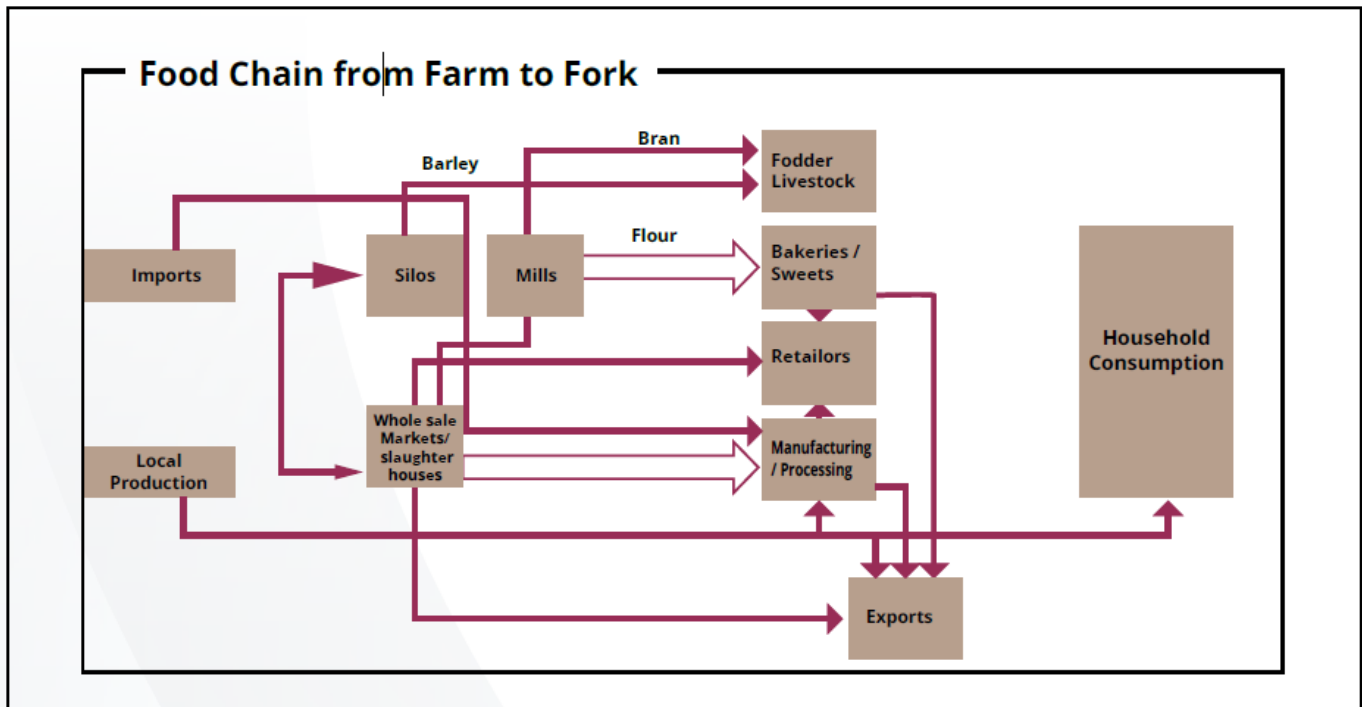 Food Chain from Farm to Fork
Bran
Barley
Fodder
Livestock
Flour
Imports
Silos
Mills
Bakeries /
Sweets
Retailors
Household
Consumption
Whole sale
Markets/
slaughter
houses
Manufacturing
/ Processing
Local
Production
Exports